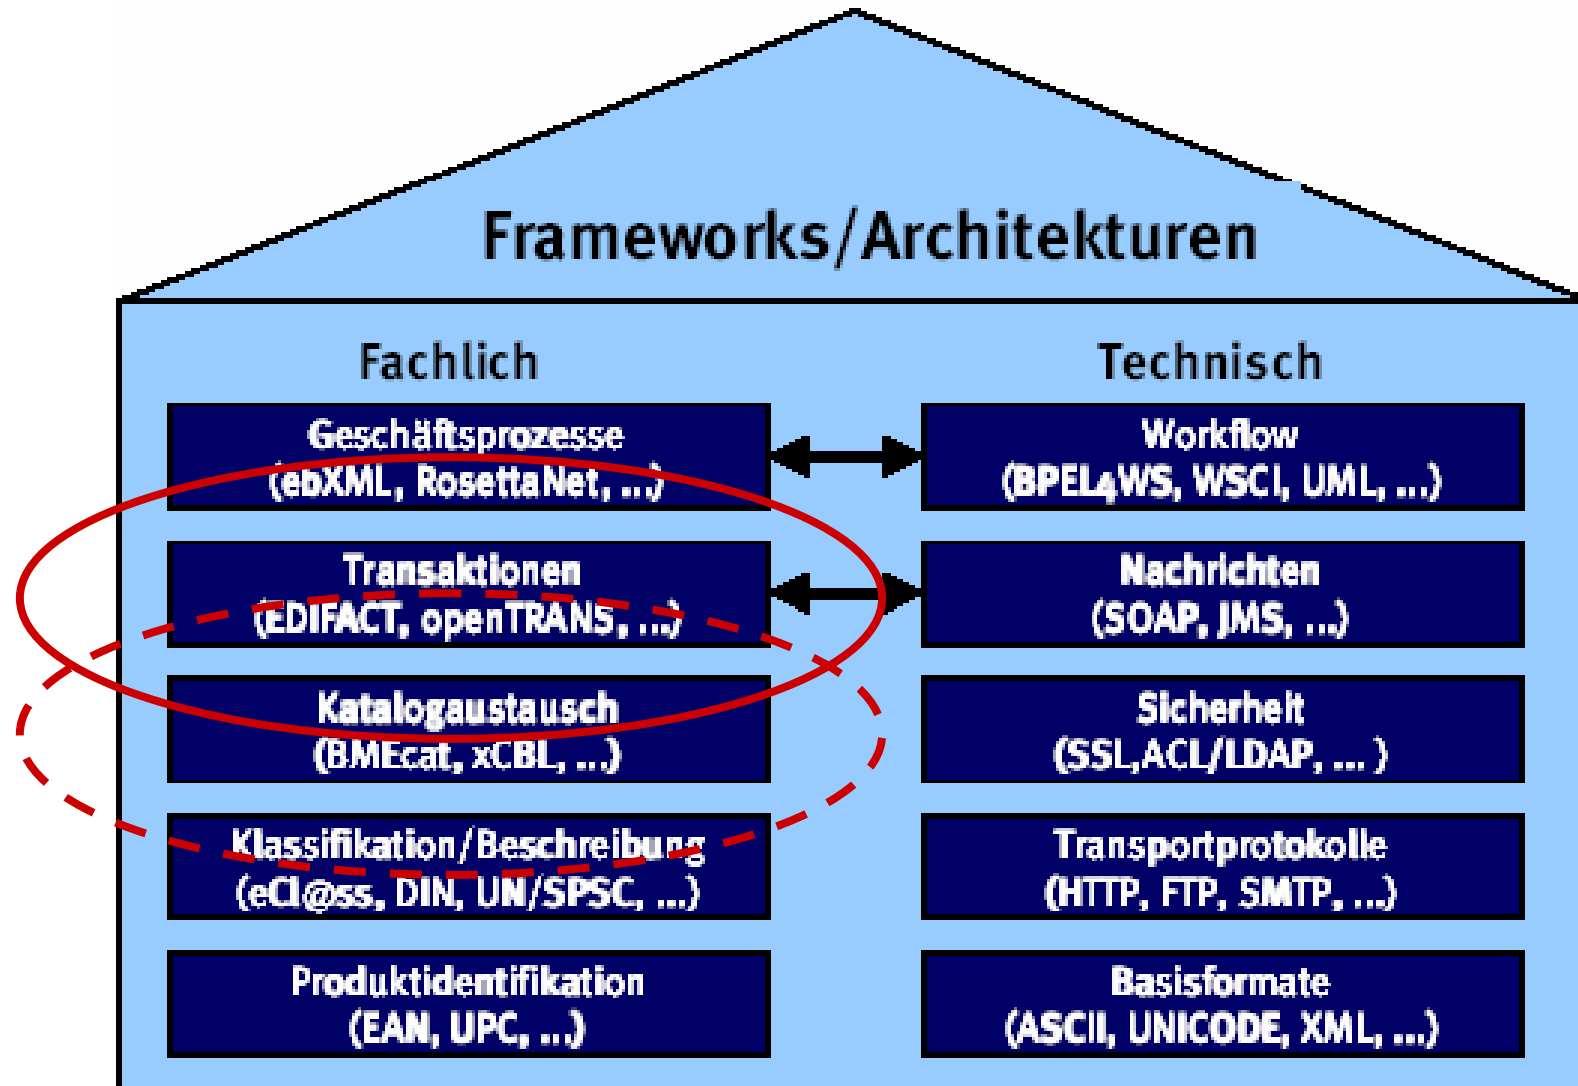 Frameworks/Architekturen
Fachlich
Technisch
Geschäftsprozesse
(ebXML, RosettaNet, ...)
Workflow
(BPEL4WS, WSCI, UML, ...)
Transaktionen
(EDIFACT, openTRANS, ...)
Nachrichten
(SOAP, JMS, ...)
Katalogaustausch
(BMEcat, xCBL, ...)
Sicherheit
(SSL,ACL/LDAP, ... )
Klassifikation/Beschreibung
(eCl@ss, DIN, UN/SPSC, ...)
Transportprotokolle
(HTTP, FTP, SMTP, ...)
Produktidentifikation
(EAN, UPC, ...)
Basisformate
(ASCII, UNICODE, XML, ...)